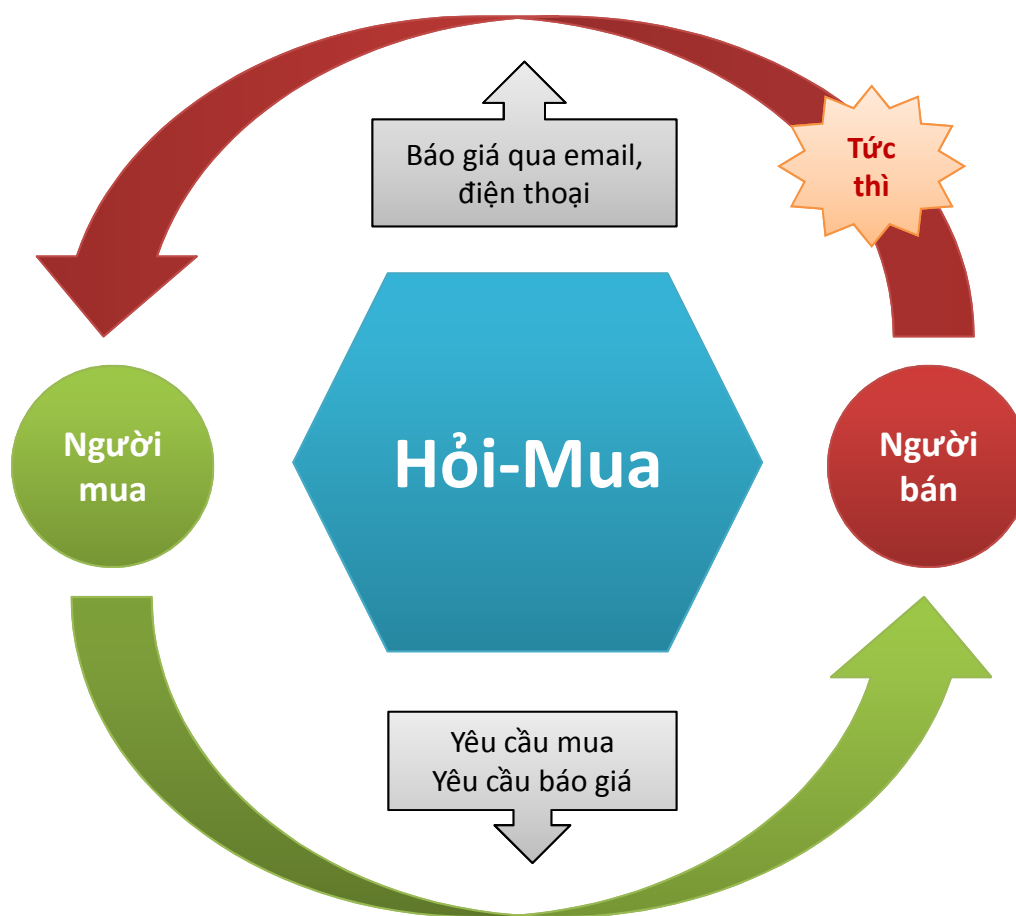 Báo giá qua email,
điện thoại
Tức
thì
Người
mua
Hỏi-Mua
Người
bán
Yêu cầu mua
Yêu cầu báo giá